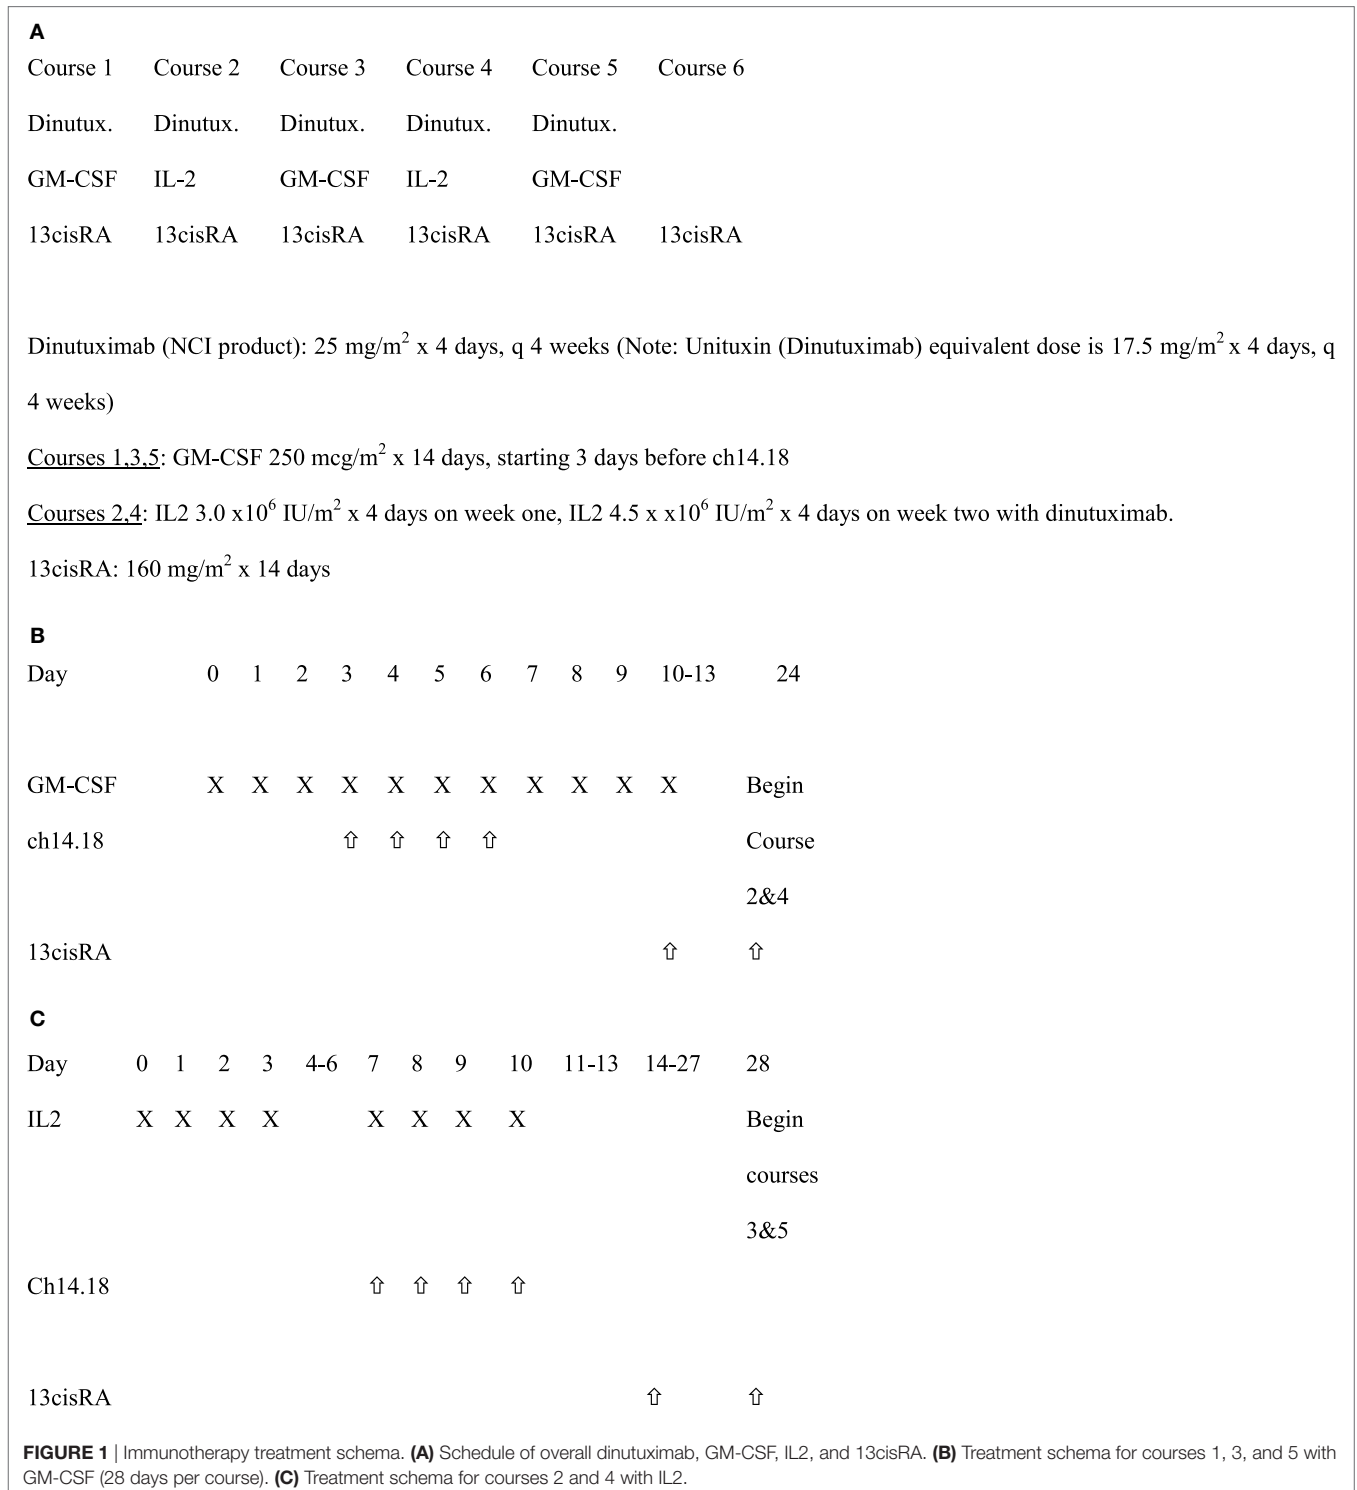 A
Course 1 Course 2 Course 3 Course 4 Course 5 Course 6
Dinutux. Dinutux. Dinutux. Dinutux. Dinutux.
GM-CSF IL-2 GM-CSF IL-2 GM-CSF
13cisRA 13cisRA 13cisRA 13cisRA 13cisRA 13cisRA
Dinutuximab (NCI product): 25 mg/m² x 4 days, q 4 weeks (Note: Unituxin (Dinutuximab) equivalent dose is 17.5 mg/m² x 4 days, q
4 weeks)
Courses 1,3,5: GM-CSF 250 mcg/m² x 14 days, starting 3 days before ch14.18
Courses 2,4: IL2 3.0 x10⁶ IU/m² x 4 days on week one, IL2 4.5 x x10⁶ IU/m² x 4 days on week two with dinutuximab.
13cisRA: 160 mg/m² x 14 days
B
Day 0 1 2 3 4 5 6 7 8 9 10-13 24
GM-CSF X X X X X X X X X X X Begin
ch14.18 ⇧ ⇧ ⇧ ⇧ Course
2&4
13cisRA ⇧ ⇧
C
Day 0 1 2 3 4-6 7 8 9 10 11-13 14-27 28
IL2 X X X X X X X X Begin
courses
3&5
Ch14.18 ⇧ ⇧ ⇧ ⇧
13cisRA ⇧ ⇧
FIGURE 1 | Immunotherapy treatment schema. (A) Schedule of overall dinutuximab, GM-CSF, IL2, and 13cisRA. (B) Treatment schema for courses 1, 3, and 5 with
GM-CSF (28 days per course). (C) Treatment schema for courses 2 and 4 with IL2.